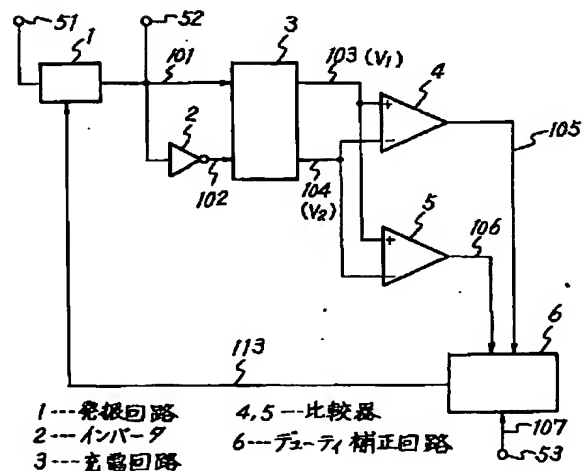 51
52
1
101
3
103 (V1)
4
2
102
104
(V2)
105
5
106
6
113
107
53
1---発振回路
2---インバータ
3---充電回路
4,5---比較器
6---デューティ補正回路